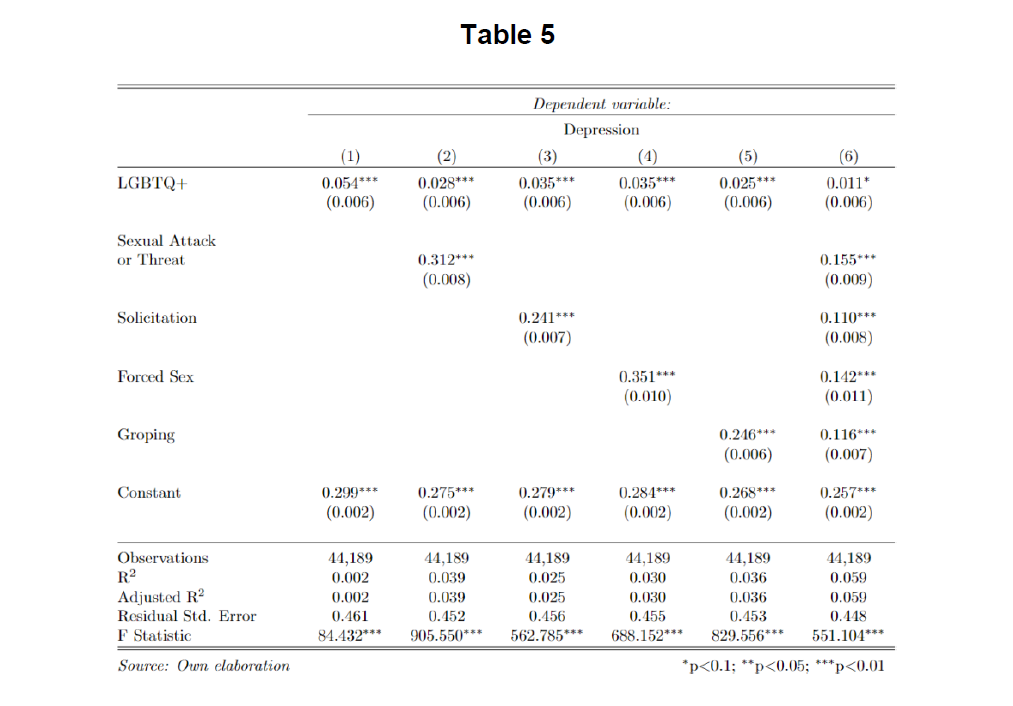 Table 5
Dependent variable:
Depression
(1) (2) (3) (4) (5) (6)
LGBTQ+ 0.054*** 0.028*** 0.035*** 0.035*** 0.025*** 0.011*
(0.006) (0.006) (0.006) (0.006) (0.006) (0.006)
Sexual Attack
or Threat 0.312*** 0.155***
(0.008) (0.009)
Solicitation 0.241*** 0.110***
(0.007) (0.008)
Forced Sex 0.351*** 0.142***
(0.010) (0.011)
Groping 0.246*** 0.116***
(0.006) (0.007)
Constant 0.299*** 0.275*** 0.279*** 0.284*** 0.268*** 0.257***
(0.002) (0.002) (0.002) (0.002) (0.002) (0.002)
Observations 44,189 44,189 44,189 44,189 44,189 44,189
R² 0.002 0.039 0.025 0.030 0.036 0.059
Adjusted R² 0.002 0.039 0.025 0.030 0.036 0.059
Residual Std. Error 0.461 0.452 0.456 0.455 0.453 0.448
F Statistic 84.432*** 905.550*** 562.785*** 688.152*** 829.556*** 551.104***
Source: Own elaboration *p<0.1; **p<0.05; ***p<0.01